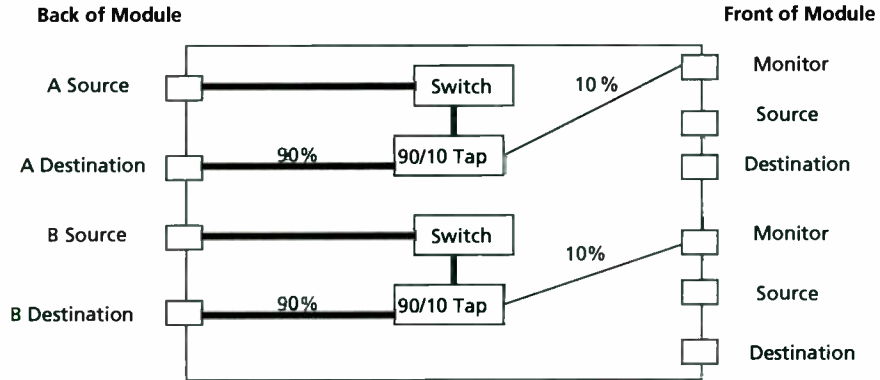 Back of Module
Front of Module
A Source
Switch
10 %
Monitor
Source
A Destination
90%
90/10 Tap
Destination
B Source
Switch
10%
Monitor
Source
B Destination
90%
90/10 Tap
Destination